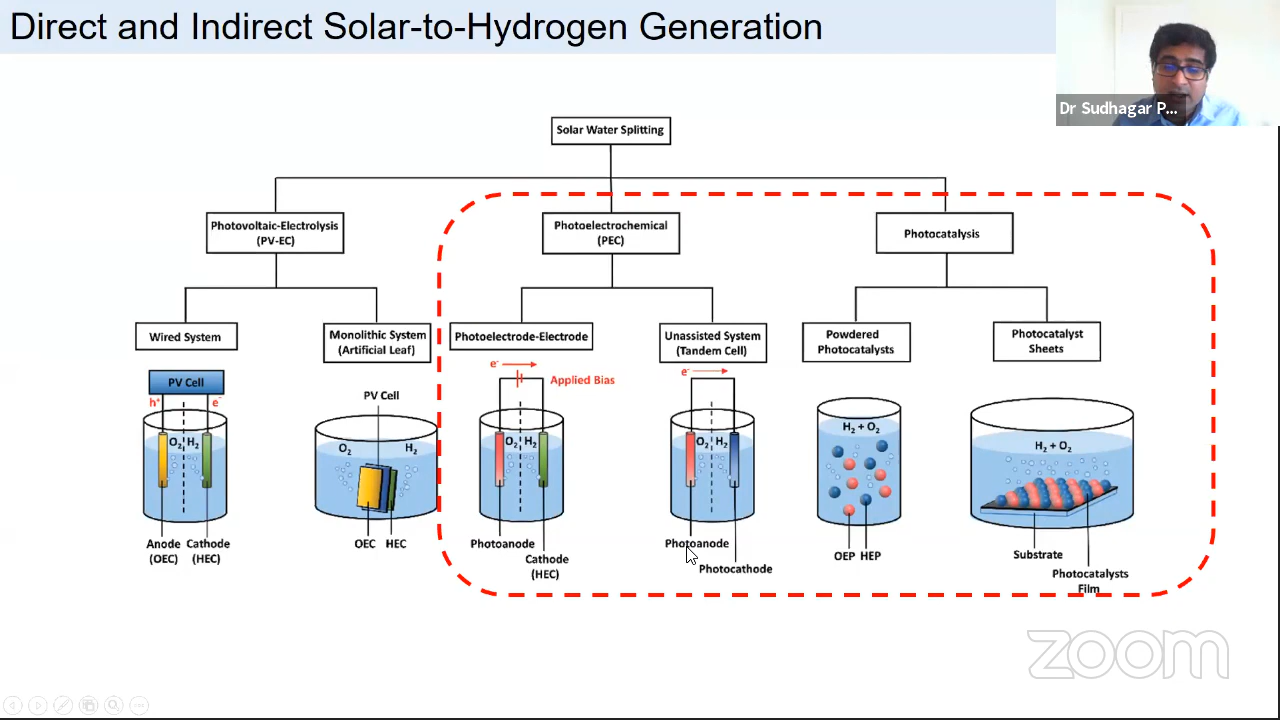 Direct and Indirect Solar-to-Hydrogen Generation
Dr Sudhagar P...
Solar Water Splitting
Photovoltaic-Electrolysis
(PV-EC)
Photoelectrochemical
(PEC)
Photocatalysis
Wired System
Monolithic System
(Artificial Leaf)
Photoelectrode-Electrode
Unassisted System
(Tandem Cell)
Powdered
Photocatalysts
Photocatalyst
Sheets
PV Cell
h⁺
e⁻
O₂
H₂
Anode
(OEC)
Cathode
(HEC)
PV Cell
O₂
H₂
OEC
HEC
e⁻
Applied Bias
O₂
H₂
Photoanode
Cathode
(HEC)
e⁻
O₂
H₂
Photoanode
Photocathode
H₂ + O₂
OEP
HEP
H₂ + O₂
Substrate
Photocatalysts
Film
zoom